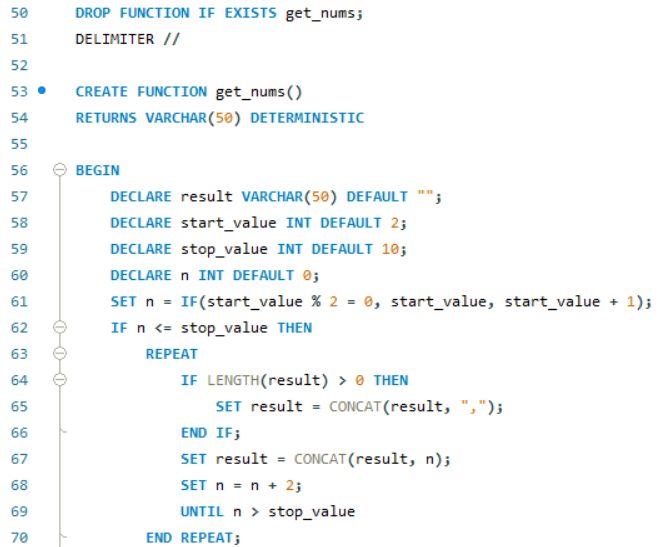 50 DROP FUNCTION IF EXISTS get_nums;
51 DELIMITER //
52
53 CREATE FUNCTION get_nums()
54 RETURNS VARCHAR(50) DETERMINISTIC
55
56 BEGIN
57 DECLARE result VARCHAR(50) DEFAULT "";
58 DECLARE start_value INT DEFAULT 2;
59 DECLARE stop_value INT DEFAULT 10;
60 DECLARE n INT DEFAULT 0;
61 SET n = IF(start_value % 2 = 0, start_value, start_value + 1);
62 IF n <= stop_value THEN
63 REPEAT
64 IF LENGTH(result) > 0 THEN
65 SET result = CONCAT(result, ",");
66 END IF;
67 SET result = CONCAT(result, n);
68 SET n = n + 2;
69 UNTIL n > stop_value
70 END REPEAT;